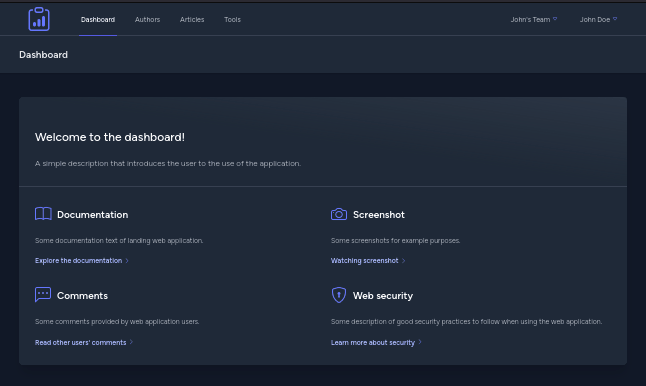 Dashboard Authors Articles Tools John's Team John Doe
Dashboard
Welcome to the dashboard!
A simple description that introduces the user to the use of the application.
Documentation
Some documentation text of landing web application.
Explore the documentation
Screenshot
Some screenshots for example purposes.
Watching screenshot
Comments
Some comments provided by web application users.
Read other users' comments
Web security
Some description of good security practices to follow when using the web application.
Learn more about security